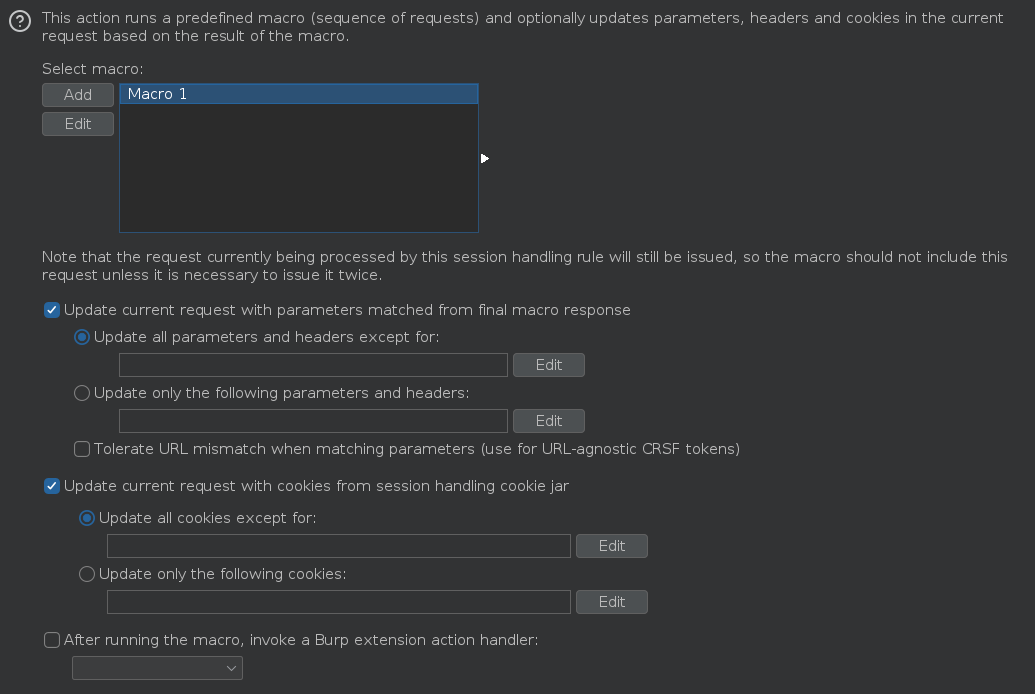 This action runs a predefined macro (sequence of requests) and optionally updates parameters, headers and cookies in the current
request based on the result of the macro.
Select macro:
Add
Macro 1
Edit
Note that the request currently being processed by this session handling rule will still be issued, so the macro should not include this
request unless it is necessary to issue it twice.
Update current request with parameters matched from final macro response
Update all parameters and headers except for:
Edit
Update only the following parameters and headers:
Edit
Tolerate URL mismatch when matching parameters (use for URL-agnostic CRSF tokens)
Update current request with cookies from session handling cookie jar
Update all cookies except for:
Edit
Update only the following cookies:
Edit
After running the macro, invoke a Burp extension action handler: